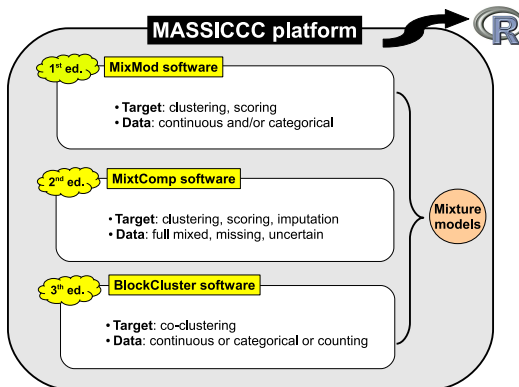 MASSICCC platform
R
1st ed.
MixMod software
• Target: clustering, scoring
• Data: continuous and/or categorical
2nd ed.
MixtComp software
• Target: clustering, scoring, imputation
• Data: full mixed, missing, uncertain
Mixture
models
3th ed.
BlockCluster software
• Target: co-clustering
• Data: continuous or categorical or counting